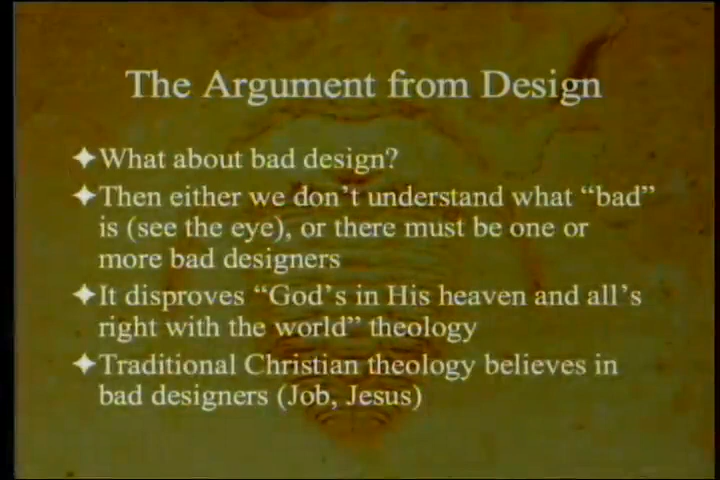 The Argument from Design
✦What about bad design?
✦Then either we don't understand what “bad”
is (see the eye), or there must be one or
more bad designers
✦It disproves “God's in His heaven and all's
right with the world” theology
✦Traditional Christian theology believes in
bad designers (Job, Jesus)